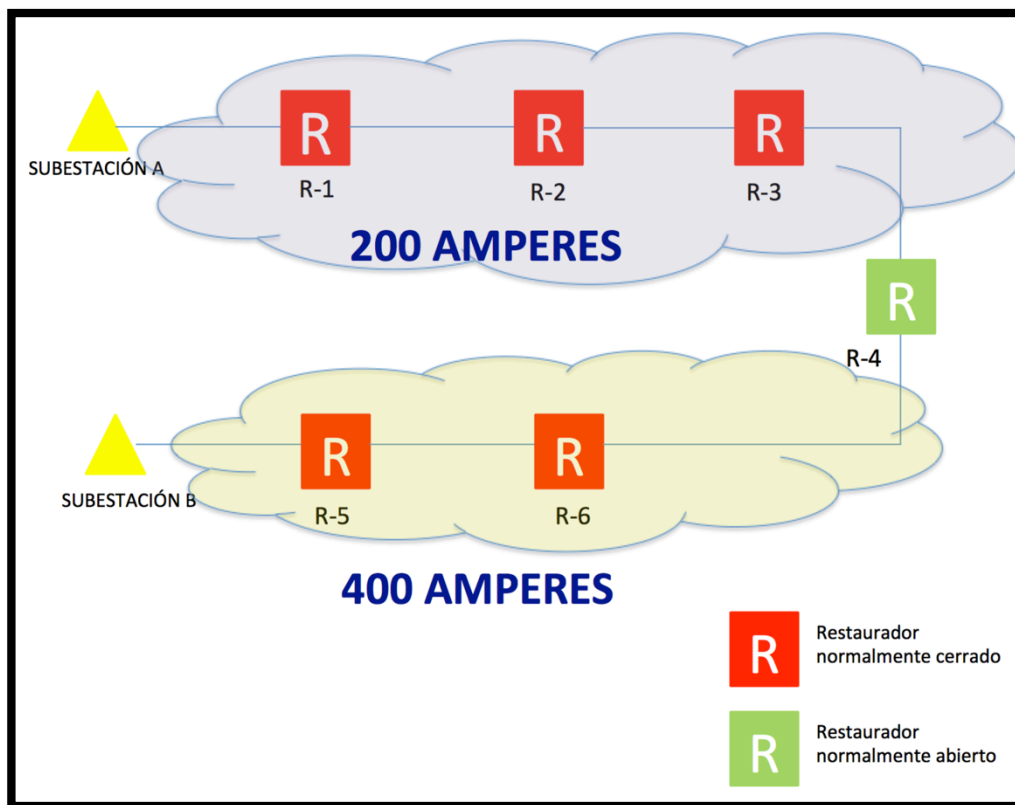 R R R
SUBESTACIÓN A
R-1 R-2 R-3
200 AMPERES
R
R-4
R R
SUBESTACIÓN B
R-5 R-6
400 AMPERES
R Restaurador
normalmente cerrado
R Restaurador
normalmente abierto